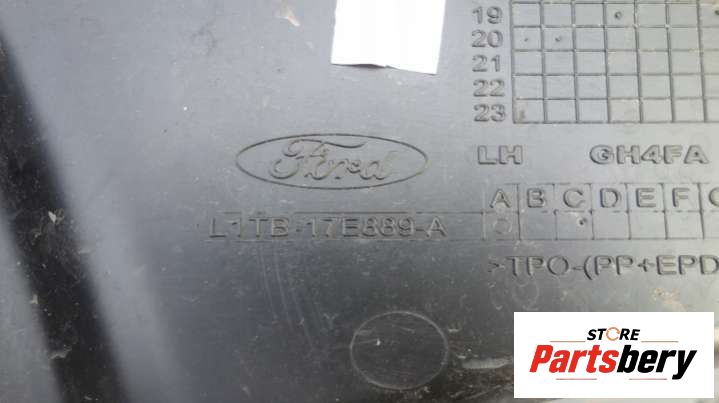 19
20
21
22
23
Ford
LH GH4FA
A B C D E F
L1TB-17E889-A
>TPO-(PP+EPD
STORE
Partsbery